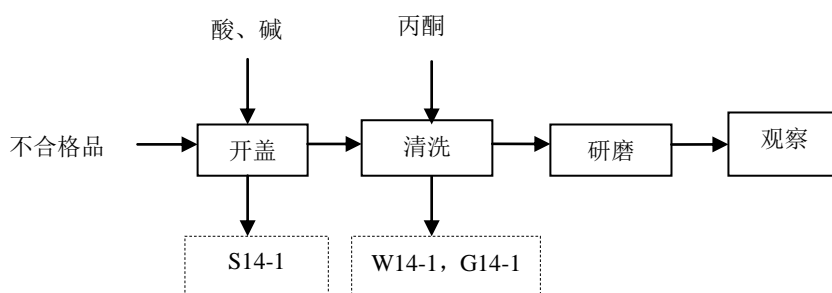 酸、碱
丙酮
不合格品
开盖
清洗
研磨
观察
S14-1
W14-1，G14-1